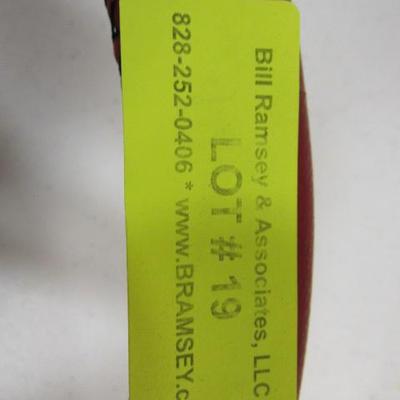 Bill Ramsey & Associates, LLC
LOT # 19
828-252-0406 * www.BRAMSEY.c